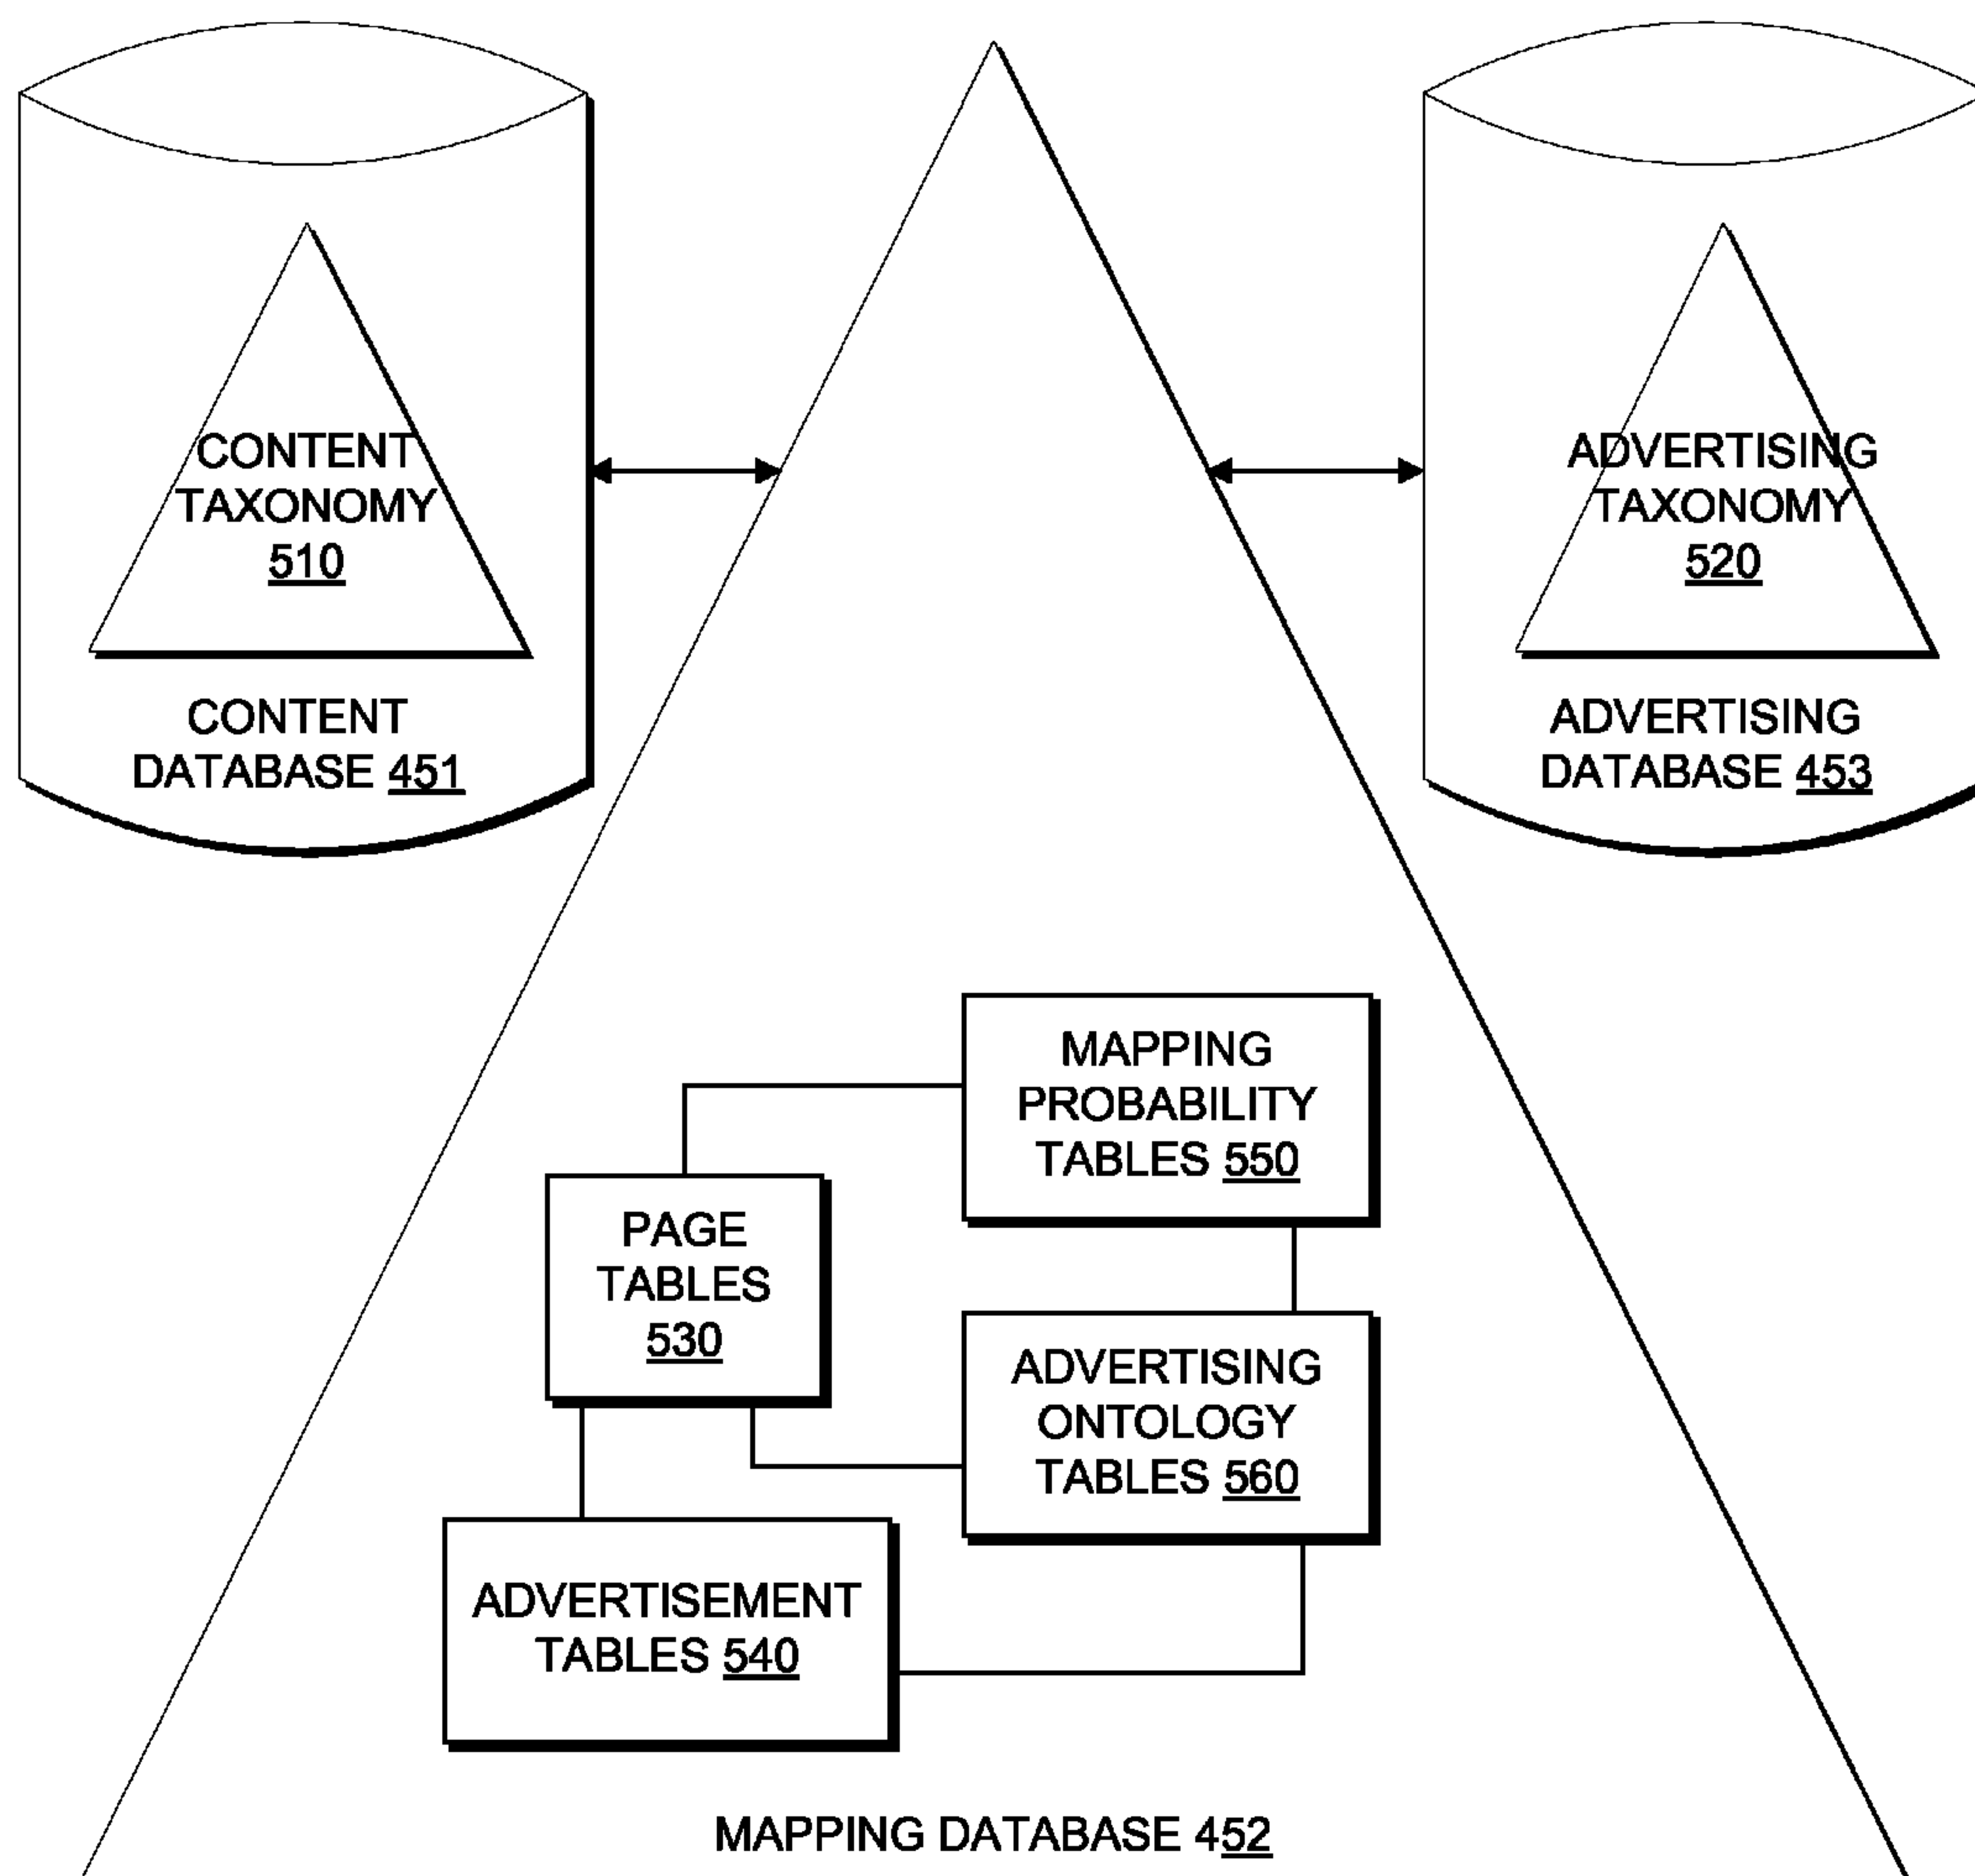 CONTENT
TAXONOMY
510
CONTENT
DATABASE 451
ADVERTISING
TAXONOMY
520
ADVERTISING
DATABASE 453
MAPPING
PROBABILITY
TABLES 550
PAGE
TABLES
530
ADVERTISING
ONTOLOGY
TABLES 560
ADVERTISEMENT
TABLES 540
MAPPING DATABASE 452